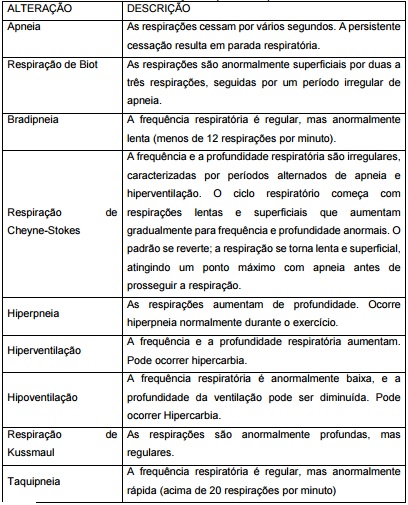 ALTERAÇÃO DESCRIÇÃO
Apneia As respirações cessam por vários segundos. A persistente
cessação resulta em parada respiratória.
Respiração de Biot As respirações são anormalmente superficiais por duas a
três respirações, seguidas por um período irregular de
apneia.
Bradipneia A frequência respiratória é regular, mas anormalmente
lenta (menos de 12 respirações por minuto).
Respiração de
Cheyne-Stokes
A frequência e a profundidade respiratória são irregulares,
caracterizadas por períodos alternados de apneia e
hiperventilação. O ciclo respiratório começa com
respirações lentas e superficiais que aumentam
gradualmente para frequência e profundidade anormais. O
padrão se reverte; a respiração se torna lenta e superficial,
atingindo um ponto máximo com apneia antes de
prosseguir a respiração.
Hiperpneia
As respirações aumentam de profundidade. Ocorre
hiperpneia normalmente durante o exercício.
Hiperventilação
A frequência e a profundidade respiratória aumentam.
Pode ocorrer hipercarbia.
Hipoventilação
A frequência respiratória é anormalmente baixa, e a
profundidade da ventilação pode ser diminuída. Pode
ocorrer Hipercarbia.
Respiração de
Kussmaul
As respirações são anormalmente profundas, mas
regulares.
Taquipneia
A frequência respiratória é regular, mas anormalmente
rápida (acima de 20 respirações por minuto)